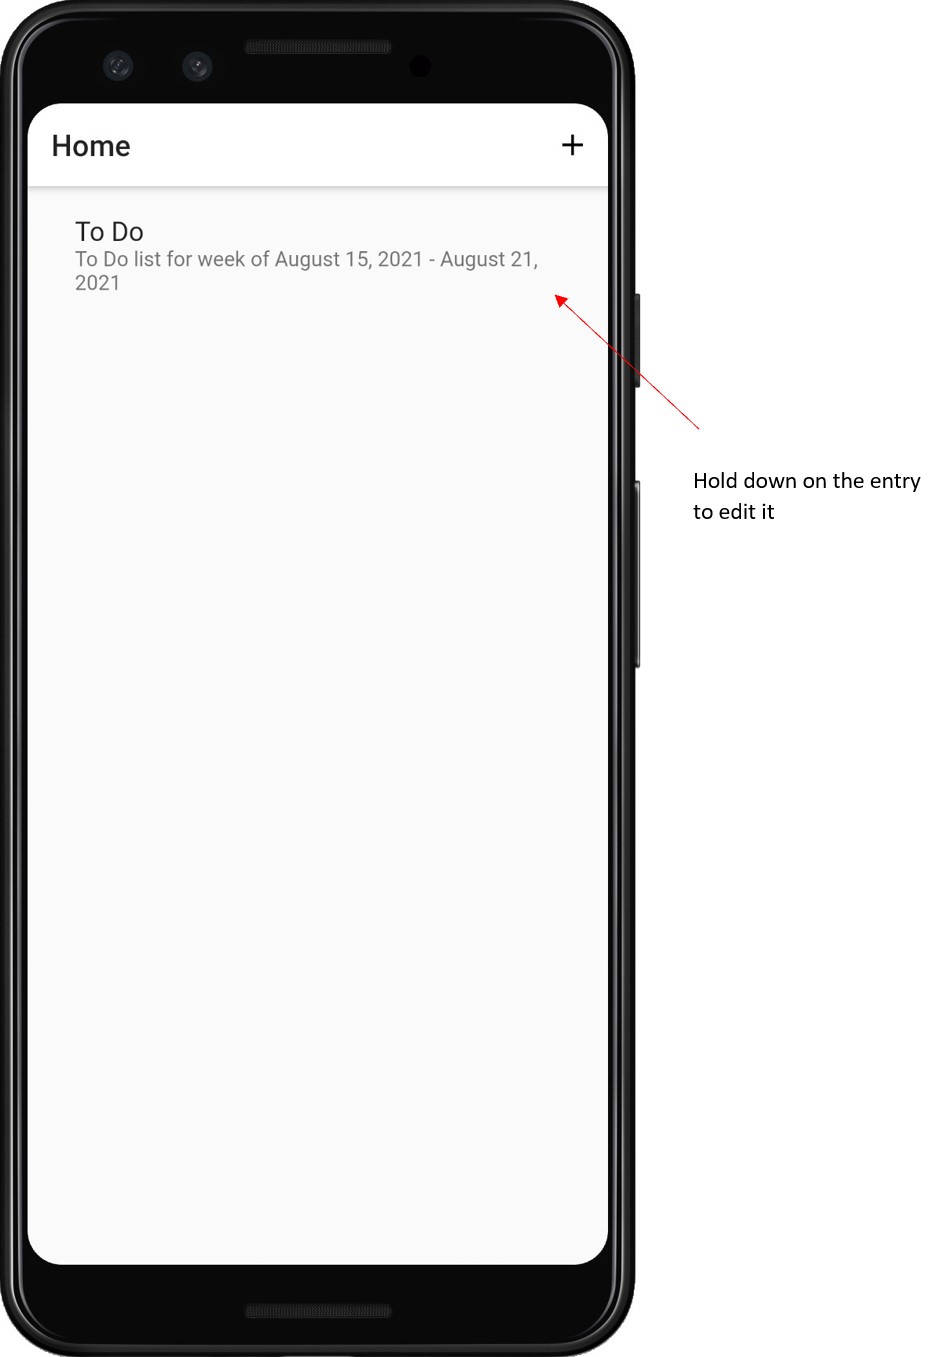 Home
To Do
To Do list for week of August 15, 2021 - August 21,
2021
Hold down on the entry
to edit it